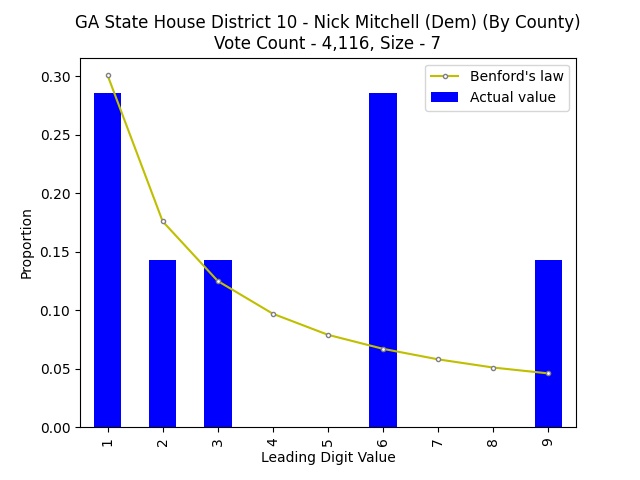 GA State House District 10 - Nick Mitchell (Dem) (By County)
Vote Count - 4,116, Size - 7
Benford's law
Actual value
0.30
0.25
0.20
0.15
0.10
0.05
0.00
Proportion
1 2 3 4 5 6 7 8 9
Leading Digit Value